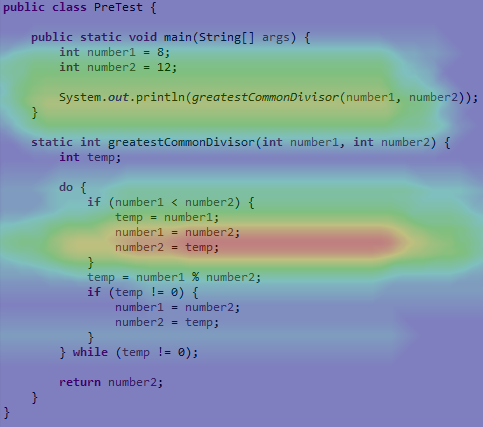 public class PreTest {
public static void main(String[] args) {
int number1 = 8;
int number2 = 12;
System.out.println(greatestCommonDivisor(number1, number2));
}
static int greatestCommonDivisor(int number1, int number2) {
int temp;
do {
if (number1 < number2) {
temp = number1;
number1 = number2;
number2 = temp;
}
temp = number1 % number2;
if (temp != 0) {
number1 = number2;
number2 = temp;
}
} while (temp != 0);
return number2;
}
}